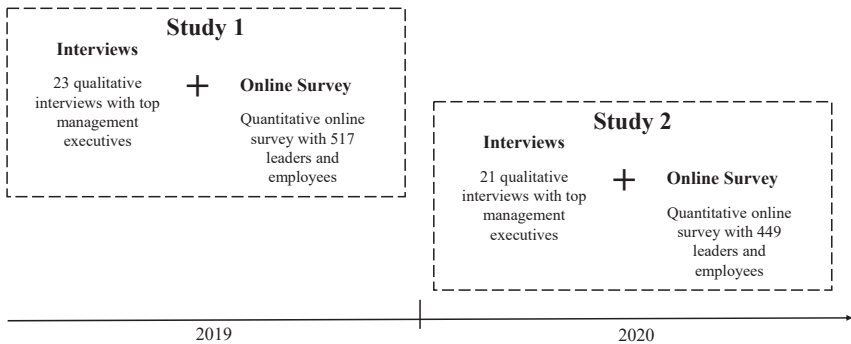 Study 1
Interviews
23 qualitative
interviews with top
management
executives
+
Online Survey
Quantitative online
survey with 517
leaders and
employees
Study 2
Interviews
21 qualitative
interviews with top
management
executives
+
Online Survey
Quantitative online
survey with 449
leaders and
employees
2019
2020